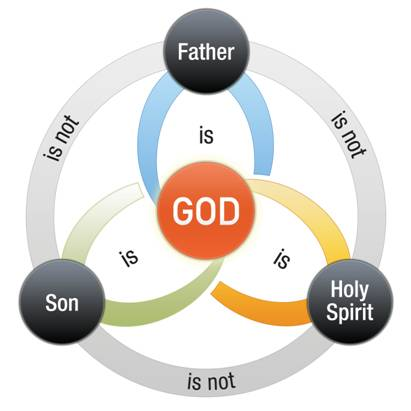 Father
is not
is
is not
GOD
is
is
Son
Holy
Spirit
is not